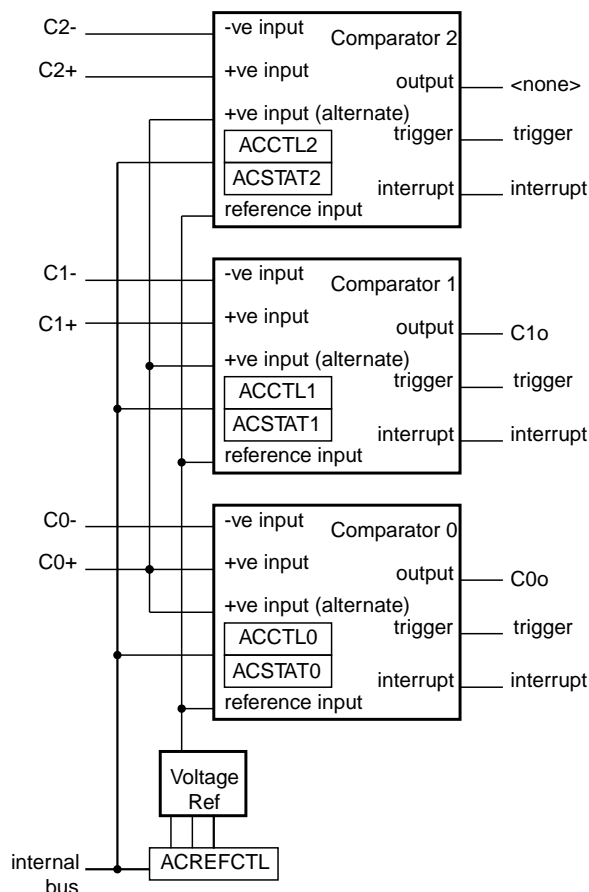 C2-
-ve input
Comparator 2
C2+
+ve input
output
<none>
+ve input (alternate)
trigger
trigger
ACCTL2
ACSTAT2
interrupt
interrupt
reference input
C1-
-ve input
Comparator 1
C1+
+ve input
output
C1o
+ve input (alternate)
trigger
trigger
ACCTL1
ACSTAT1
interrupt
interrupt
reference input
C0-
-ve input
Comparator 0
C0+
+ve input
output
C0o
+ve input (alternate)
trigger
trigger
ACCTL0
ACSTAT0
interrupt
interrupt
reference input
Voltage
Ref
internal
bus
ACREFCTL